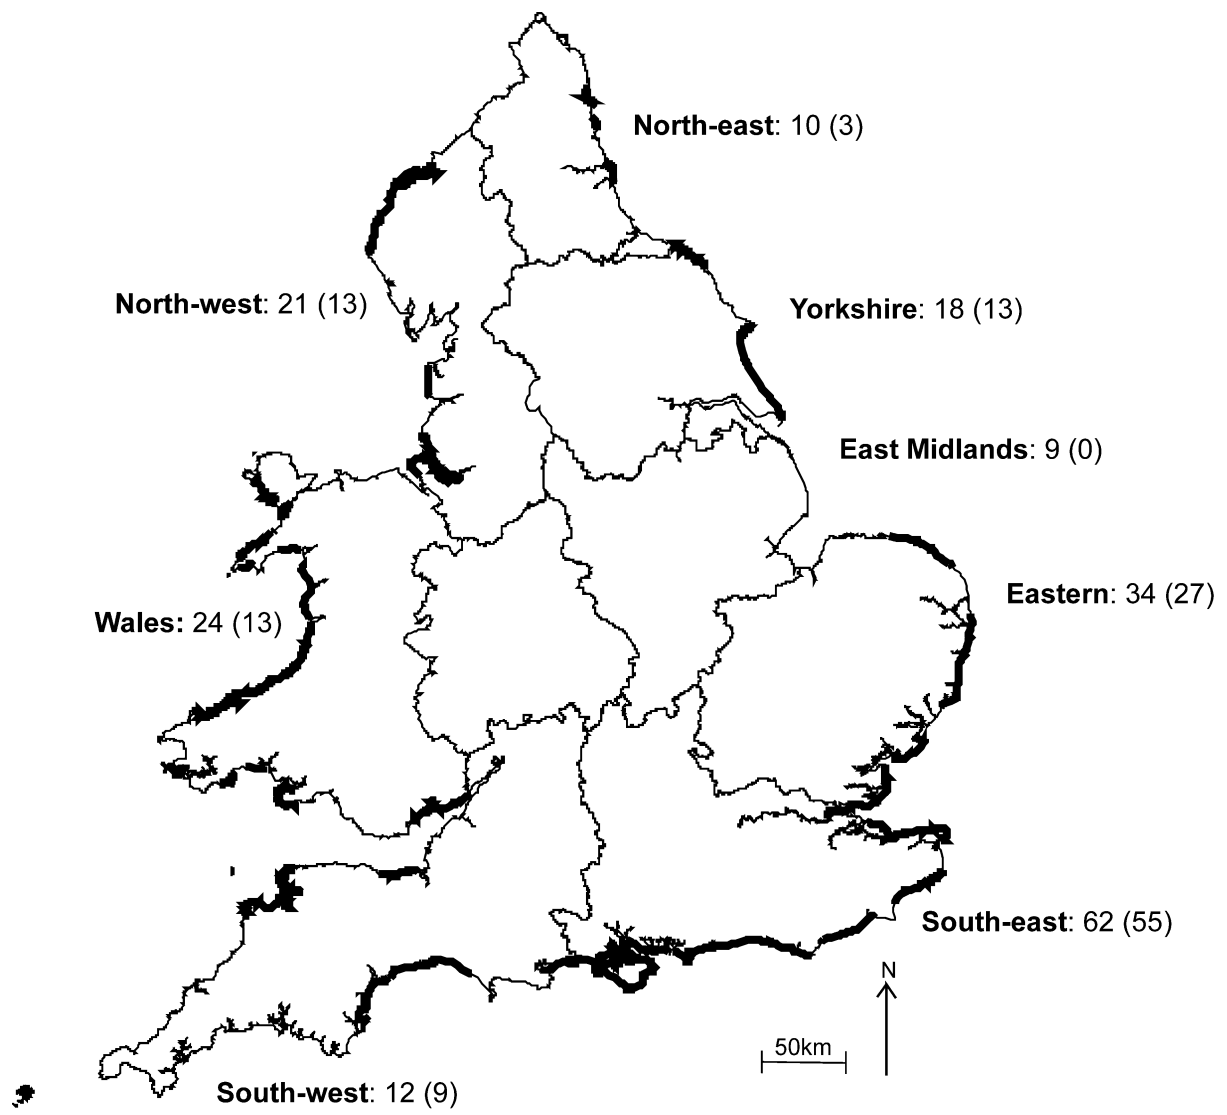 North-east: 10 (3)
North-west: 21 (13)
Yorkshire: 18 (13)
East Midlands: 9 (0)
Eastern: 34 (27)
Wales: 24 (13)
South-east: 62 (55)
N
50km
South-west: 12 (9)